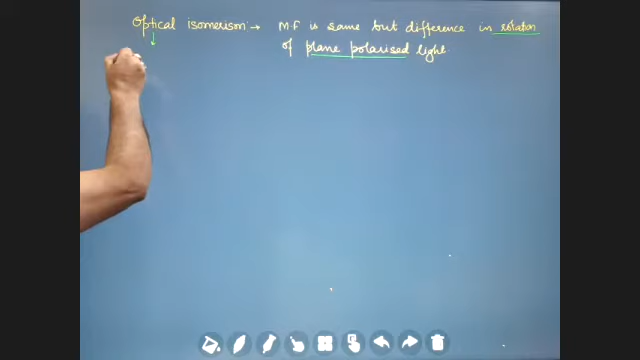 Optical isomerism:→ M.F is same but difference in rotation
of plane polarised light.